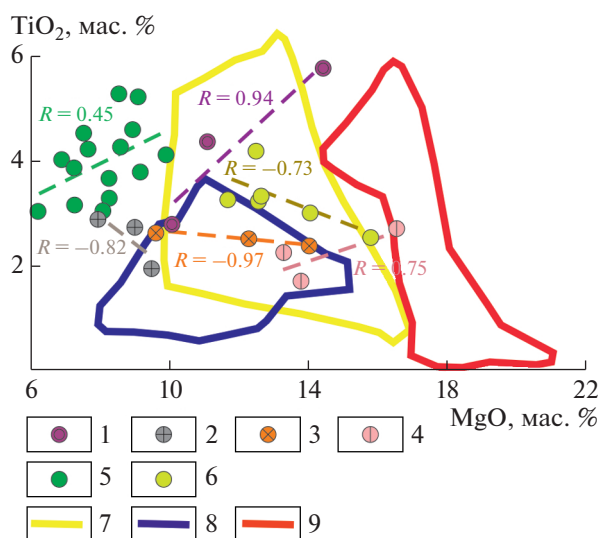 TiO₂, мас. %
6
R = 0.45
R = 0.94
4
R = −0.73
R = −0.82
R = −0.97
R = 0.75
2
6 10 14 18 22
MgO, мас. %
1 2 3 4
5 6
7 8 9